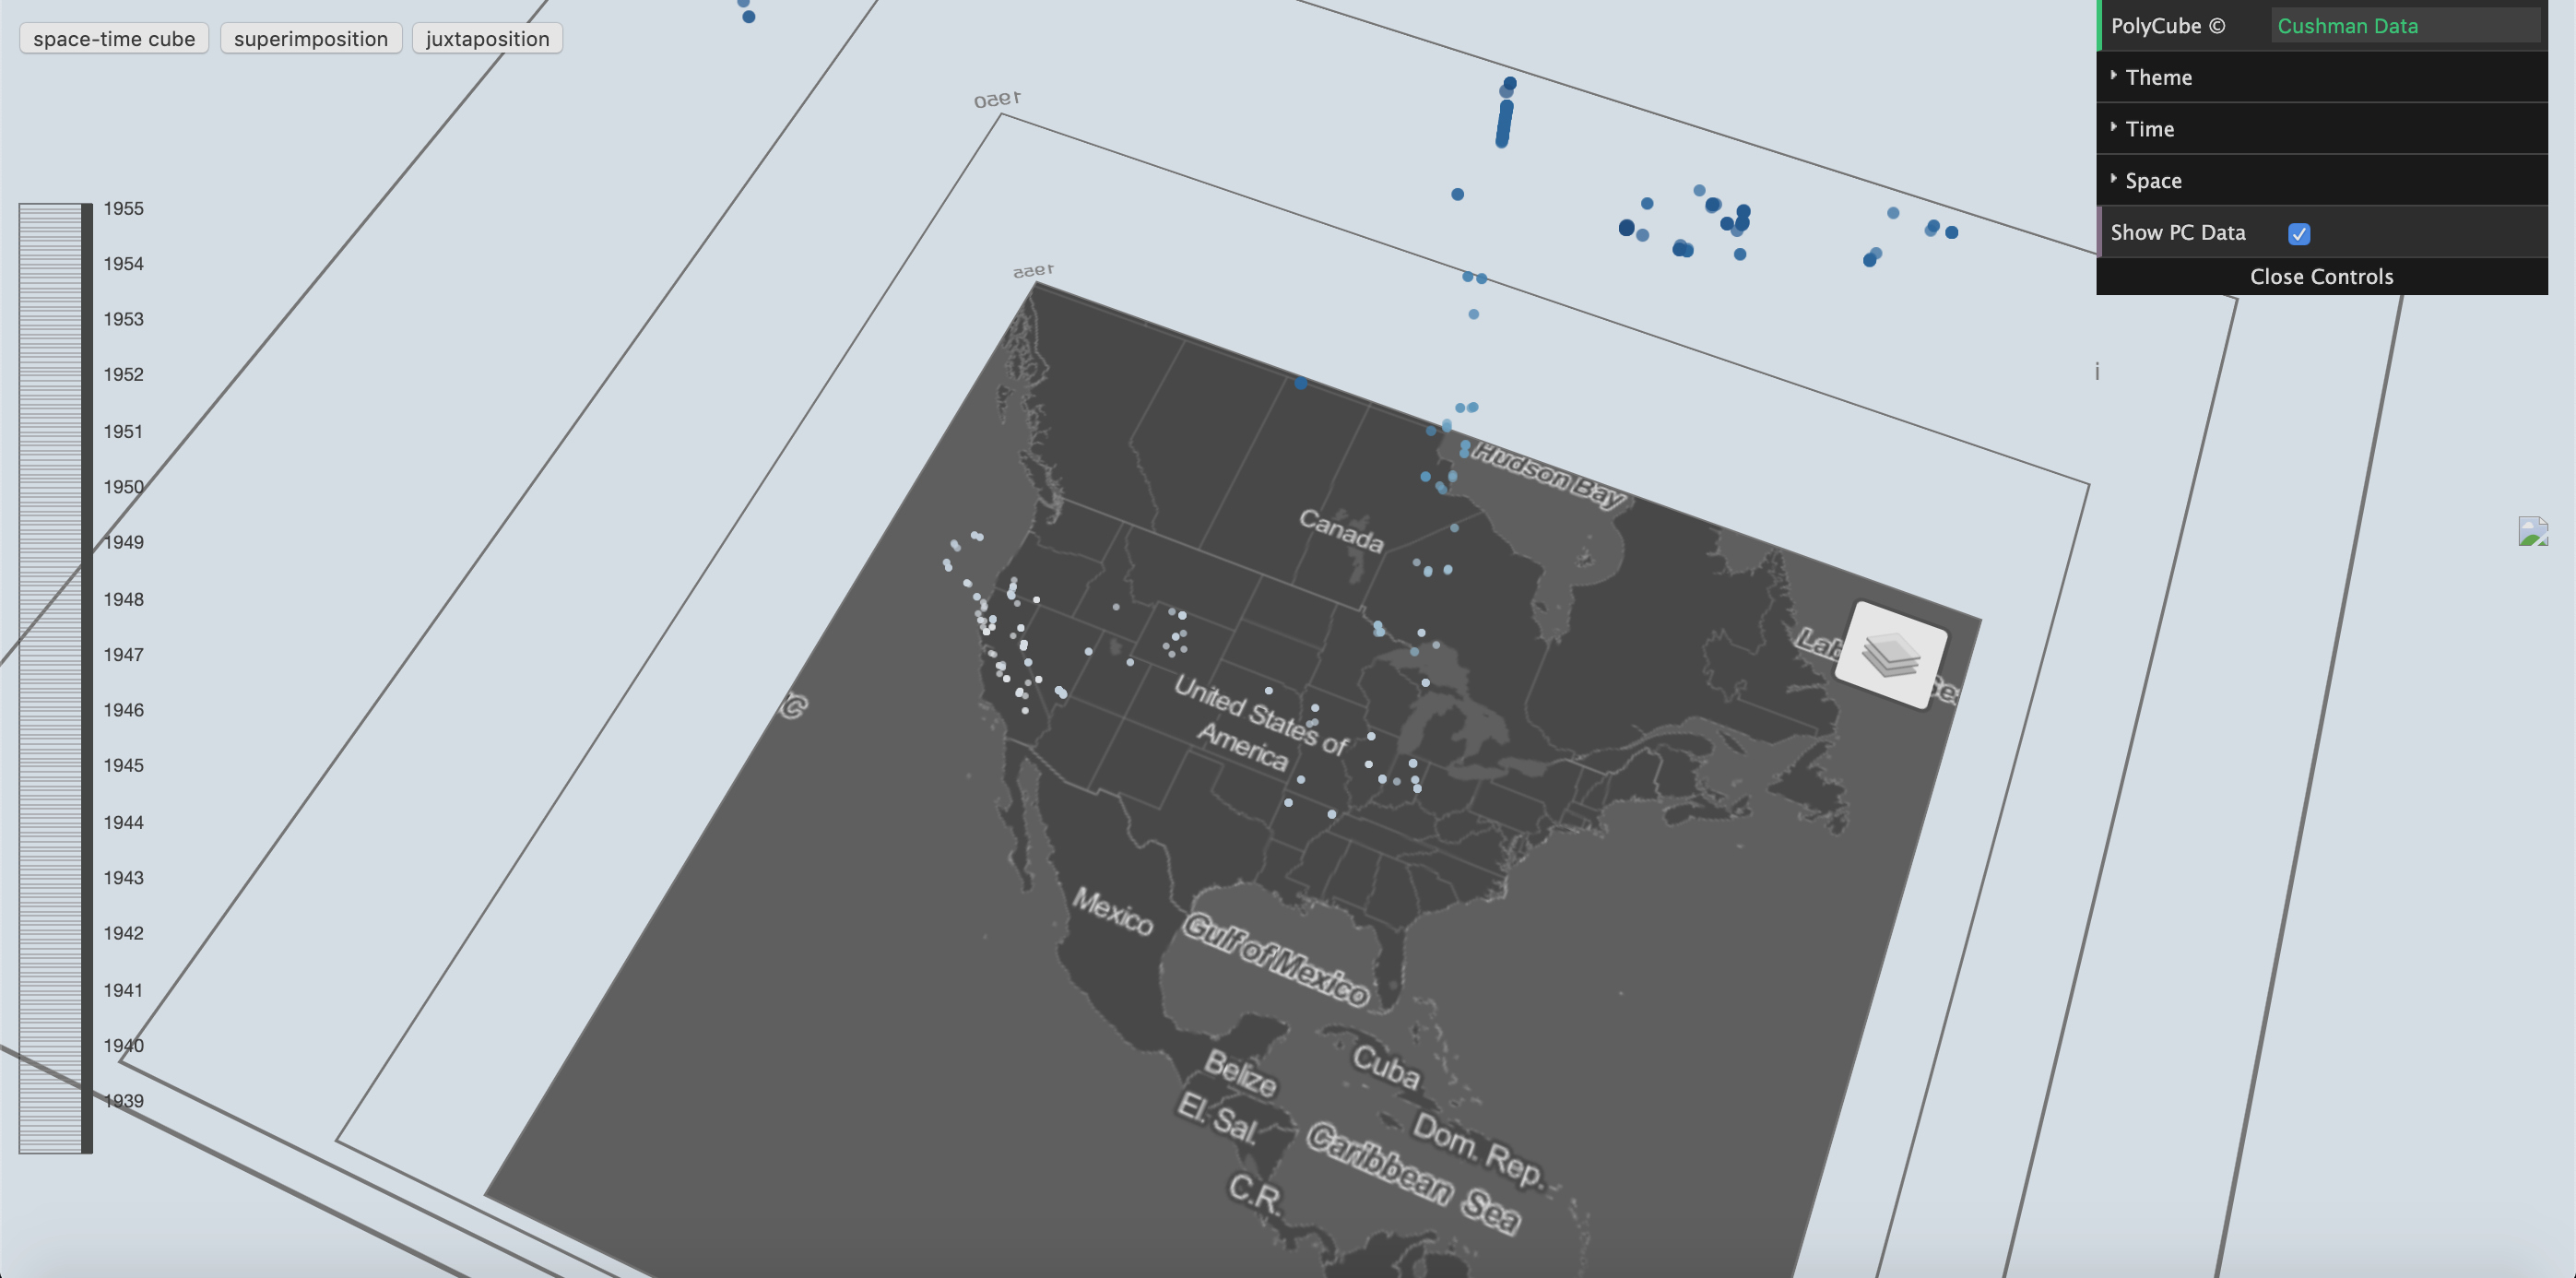 space-time cube
superimposition
juxtaposition
PolyCube ©
Cushman Data
Theme
Time
Space
Show PC Data
Close Controls
1950
1955
1955
1954
1953
1952
1951
1950
1949
1948
1947
1946
1945
1944
1943
1942
1941
1940
1939
i
Hudson Bay
Canada
United States of
America
Mexico
Gulf of Mexico
Cuba
Belize
El. Sal.
Dom. Rep.
Caribbean Sea
C.R.